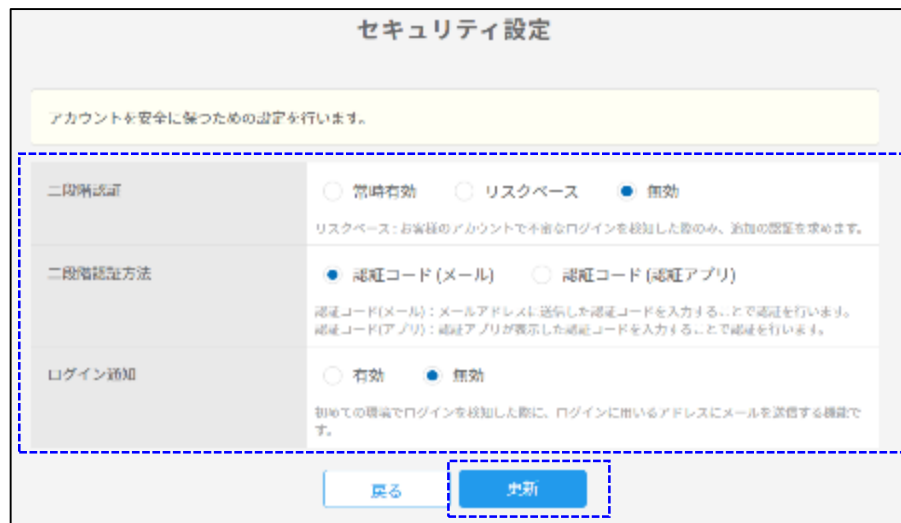 セキュリティ設定
アカウントを安全に保つための設定を行います。
二段階認証
常時有効 リスクベース 無効
リスクベース : お客様のアカウントで不審なログインを検知した際のみ、追加の認証を求めます。
二段階認証方法
認証コード (メール) 認証コード (認証アプリ)
認証コード(メール) : メールアドレスに送信した認証コードを入力することで認証を行います。
認証コード(アプリ) : 認証アプリが表示した認証コードを入力することで認証を行います。
ログイン通知
有効 無効
初めての環境でログインを検知した際に、ログインに用いるアドレスにメールを送信する機能で
す。
戻る 更新